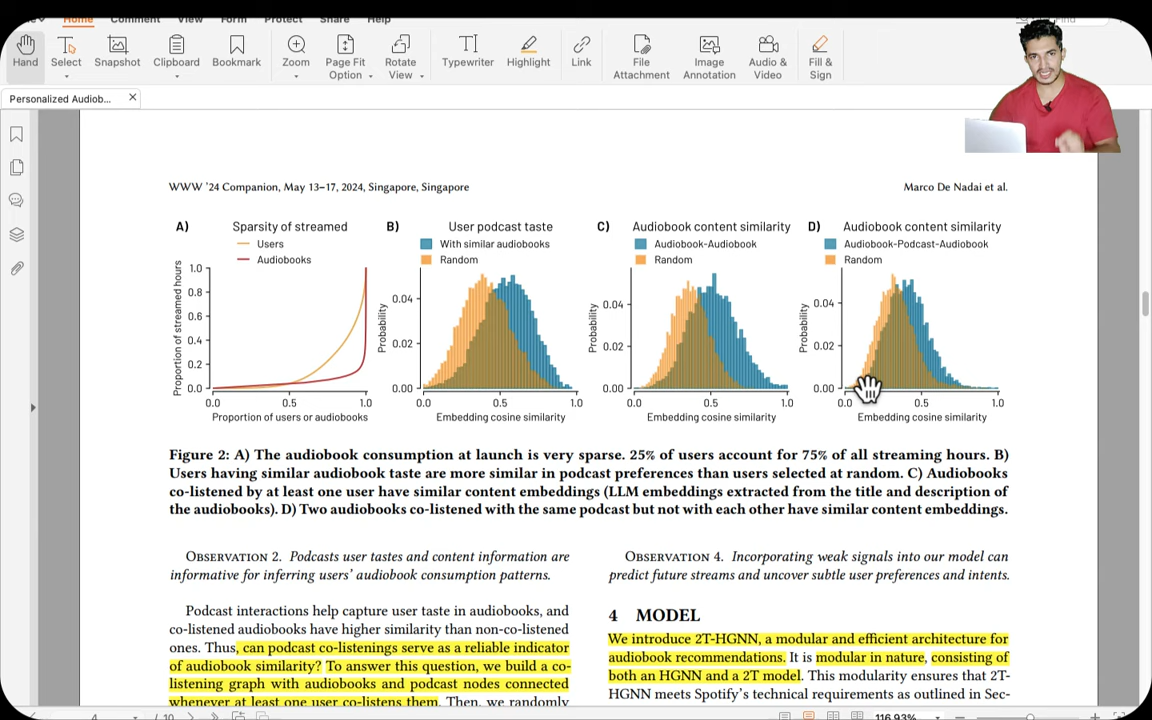 Home Comment View Form Protect Share Help
Find
Hand Select Snapshot Clipboard Bookmark Zoom Page Fit Option Rotate View Typewriter Highlight Link File Attachment Image Annotation Audio & Video Fill & Sign
Personalized Audiob...
WWW '24 Companion, May 13–17, 2024, Singapore, Singapore
Marco De Nadai et al.
A) Sparsity of streamed
Users
Audiobooks
Proportion of streamed hours
1.0
0.8
0.6
0.4
0.2
0.0
0.0 0.5 1.0
Proportion of users or audiobooks
B) User podcast taste
With similar audiobooks
Random
Probability
0.04
0.02
0.00
0.0 0.5 1.0
Embedding cosine similarity
C) Audiobook content similarity
Audiobook-Audiobook
Random
Probability
0.04
0.02
0.00
0.0 0.5 1.0
Embedding cosine similarity
D) Audiobook content similarity
Audiobook-Podcast-Audiobook
Random
Probability
0.04
0.02
0.00
0.0 0.5 1.0
Embedding cosine similarity
Figure 2: A) The audiobook consumption at launch is very sparse. 25% of users account for 75% of all streaming hours. B)
Users having similar audiobook taste are more similar in podcast preferences than users selected at random. C) Audiobooks
co-listened by at least one user have similar content embeddings (LLM embeddings extracted from the title and description of
the audiobooks). D) Two audiobooks co-listened with the same podcast but not with each other have similar content embeddings.
Observation 2. Podcasts user tastes and content information are
informative for inferring users' audiobook consumption patterns.
Podcast interactions help capture user taste in audiobooks, and
co-listened audiobooks have higher similarity than non-co-listened
ones. Thus, can podcast co-listenings serve as a reliable indicator
of audiobook similarity? To answer this question, we build a co-
listening graph with audiobooks and podcast nodes connected
whenever at least one user co-listens them. Then, we randomly
Observation 4. Incorporating weak signals into our model can
predict future streams and uncover subtle user preferences and intents.
4 MODEL
We introduce 2T-HGNN, a modular and efficient architecture for
audiobook recommendations. It is modular in nature, consisting of
both an HGNN and a 2T model. This modularity ensures that 2T-
HGNN meets Spotify's technical requirements as outlined in Sec-
4 / 10
116.93%